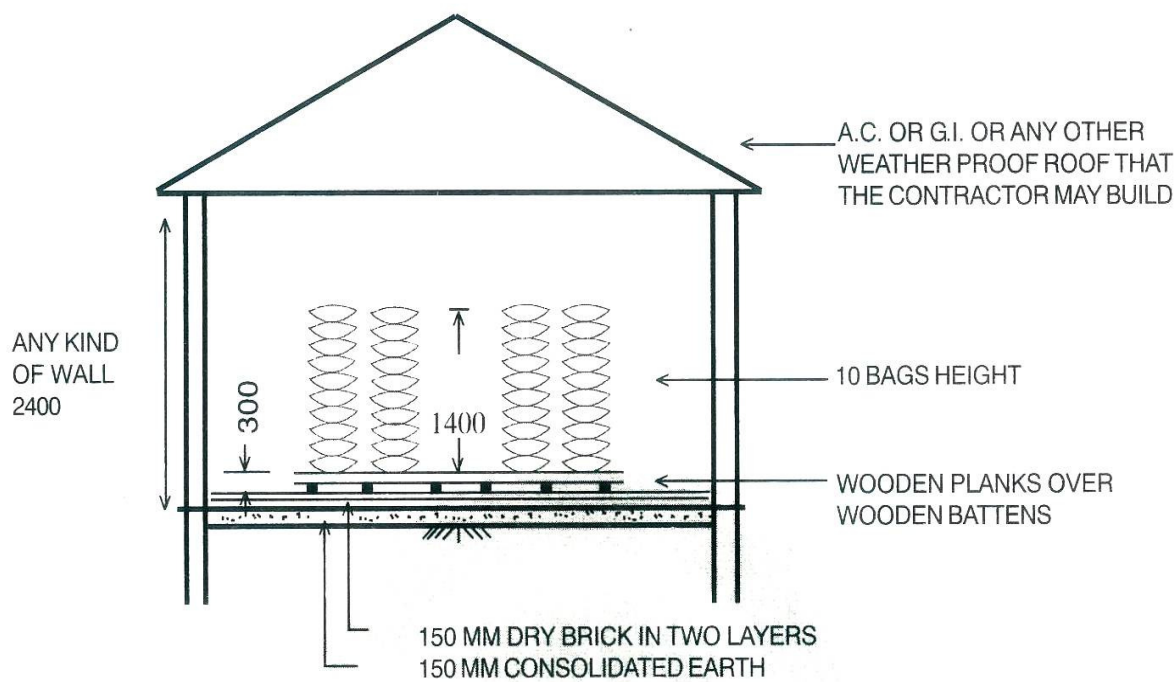 A.C. OR G.I. OR ANY OTHER
WEATHER PROOF ROOF THAT
THE CONTRACTOR MAY BUILD
ANY KIND
OF WALL
2400
300
1400
10 BAGS HEIGHT
WOODEN PLANKS OVER
WOODEN BATTENS
150 MM DRY BRICK IN TWO LAYERS
150 MM CONSOLIDATED EARTH